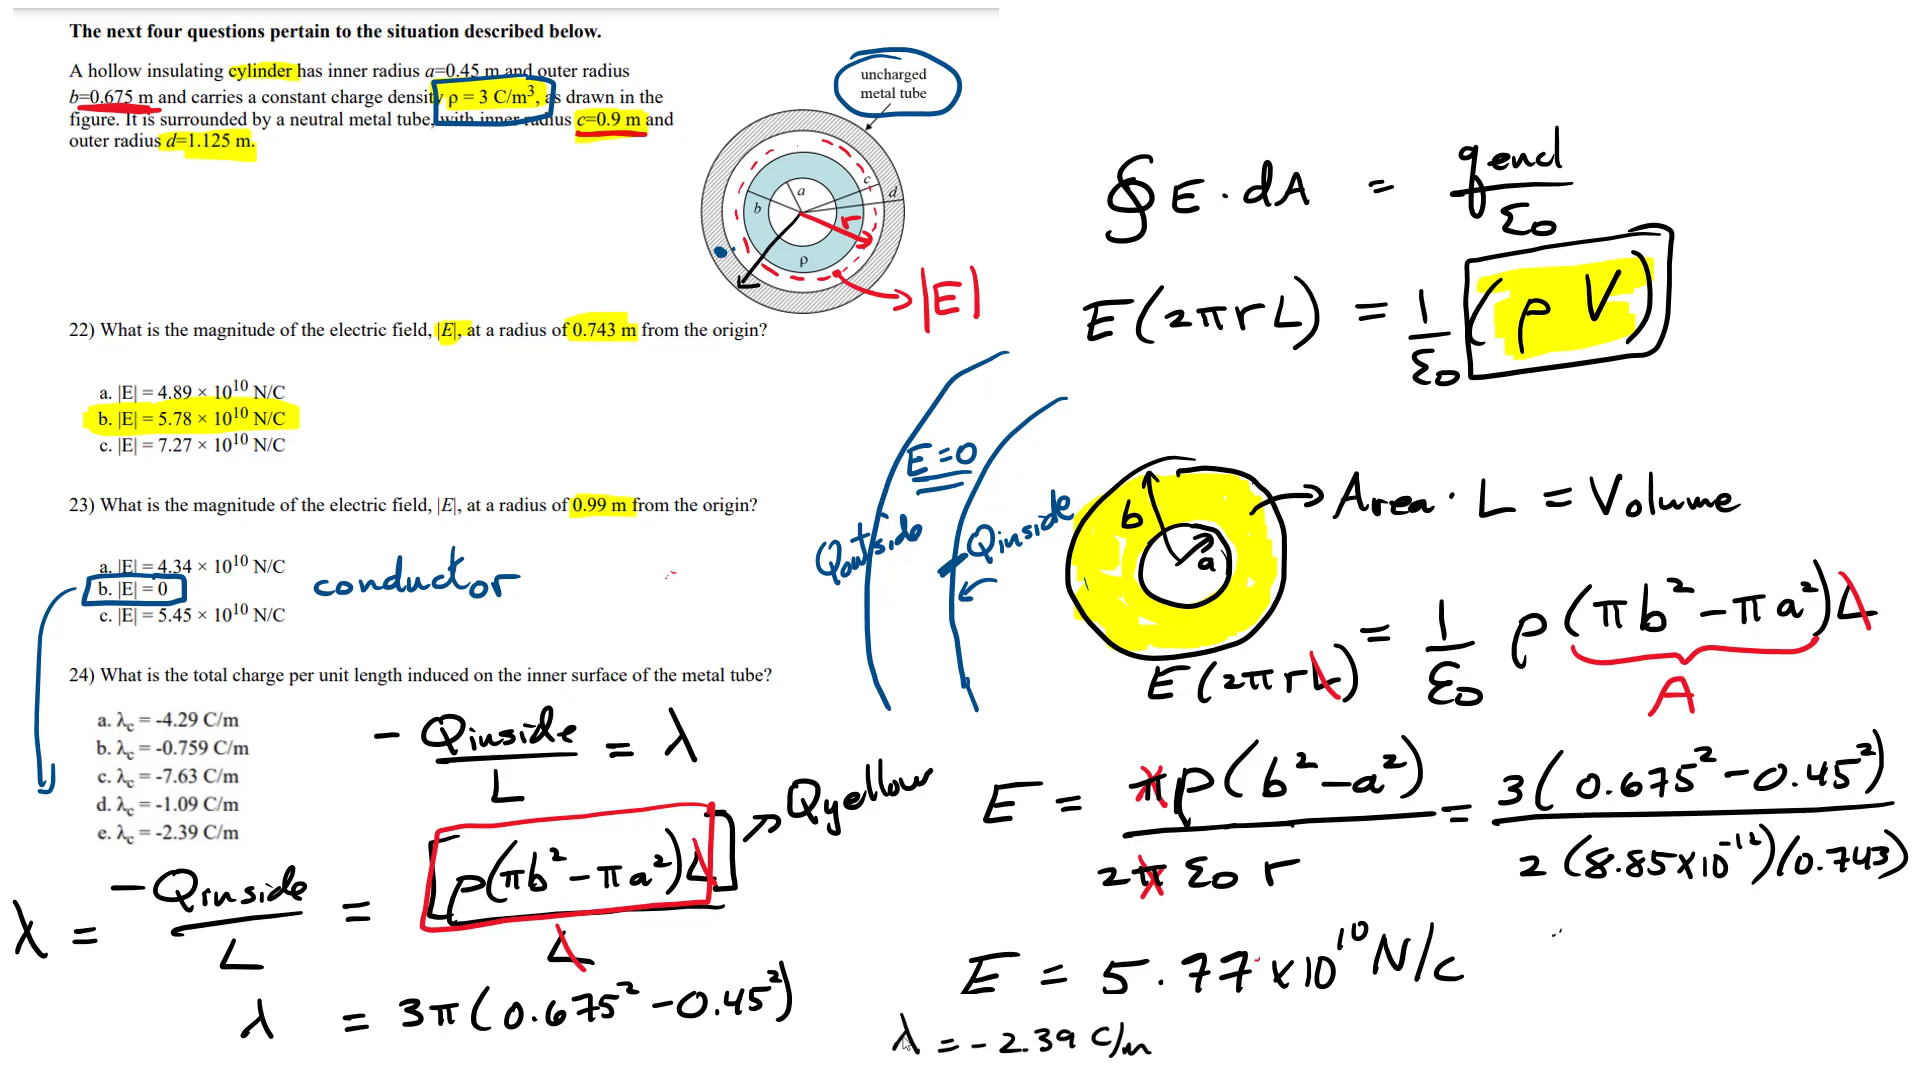 The next four questions pertain to the situation described below.
A hollow insulating cylinder has inner radius a=0.45 m and outer radius
b=0.675 m and carries a constant charge density ρ = 3 C/m³, as drawn in the
figure. It is surrounded by a neutral metal tube, with inner radius c=0.9 m and
outer radius d=1.125 m.
uncharged
metal tube
a
b
c
d
r
ρ
|E|
22) What is the magnitude of the electric field, |E|, at a radius of 0.743 m from the origin?
a. |E| = 4.89 × 10¹⁰ N/C
b. |E| = 5.78 × 10¹⁰ N/C
c. |E| = 7.27 × 10¹⁰ N/C
23) What is the magnitude of the electric field, |E|, at a radius of 0.99 m from the origin?
a. |E| = 4.34 × 10¹⁰ N/C
b. |E| = 0
c. |E| = 5.45 × 10¹⁰ N/C
conductor
24) What is the total charge per unit length induced on the inner surface of the metal tube?
a. λc = -4.29 C/m
b. λc = -0.759 C/m
c. λc = -7.63 C/m
d. λc = -1.09 C/m
e. λc = -2.39 C/m
- Qinside / L = λ
Qyellow
λ = -Qinside / L = [ρ(πb² - πa²)L] / L
λ = 3π(0.675² - 0.45²)
λ = -2.39 C/m
E=0
Qoutside
Qinside
∮E·dA = qencl / ε0
E(2πrL) = 1/ε0 (ρV)
b
a
Area · L = Volume
E(2πrL) = 1/ε0 ρ(πb² - πa²)L
A
E = πρ(b² - a²) / 2πε0r = 3(0.675² - 0.45²) / 2(8.85×10⁻¹²)(0.743)
E = 5.77×10¹⁰ N/C